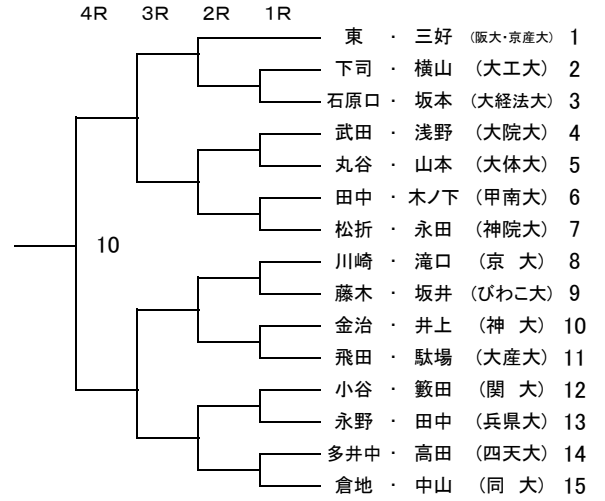 4R 3R 2R 1R
東 ・ 三好 (阪大・京産大) 1
下司 ・ 横山 (大工大) 2
石原口 ・ 坂本 (大経法大) 3
武田 ・ 浅野 (大院大) 4
丸谷 ・ 山本 (大体大) 5
田中 ・ 木ノ下 (甲南大) 6
松折 ・ 永田 (神院大) 7
10
川崎 ・ 滝口 (京 大) 8
藤木 ・ 坂井 (びわこ大) 9
金治 ・ 井上 (神 大) 10
飛田 ・ 駄場 (大産大) 11
小谷 ・ 籔田 (関 大) 12
永野 ・ 田中 (兵県大) 13
多井中 ・ 高田 (四天大) 14
倉地 ・ 中山 (同 大) 15